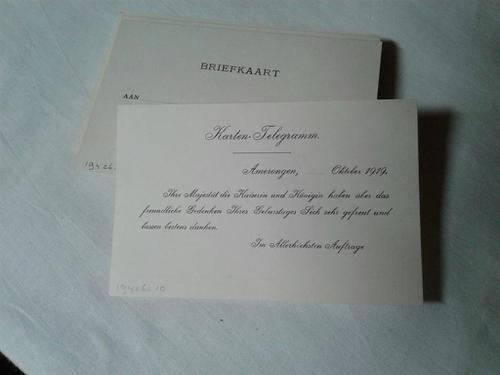 BRIEFKAART
AAN
Karten-Telegramm.
Amerongen, Oktober 1919.
Ihre Majestät die Kaiserin und Königin haben über das
freundliche Gedenken Ihres Geburtstages Sich sehr gefreut und
lassen bestens danken.
Im Allerhöchsten Auftrage